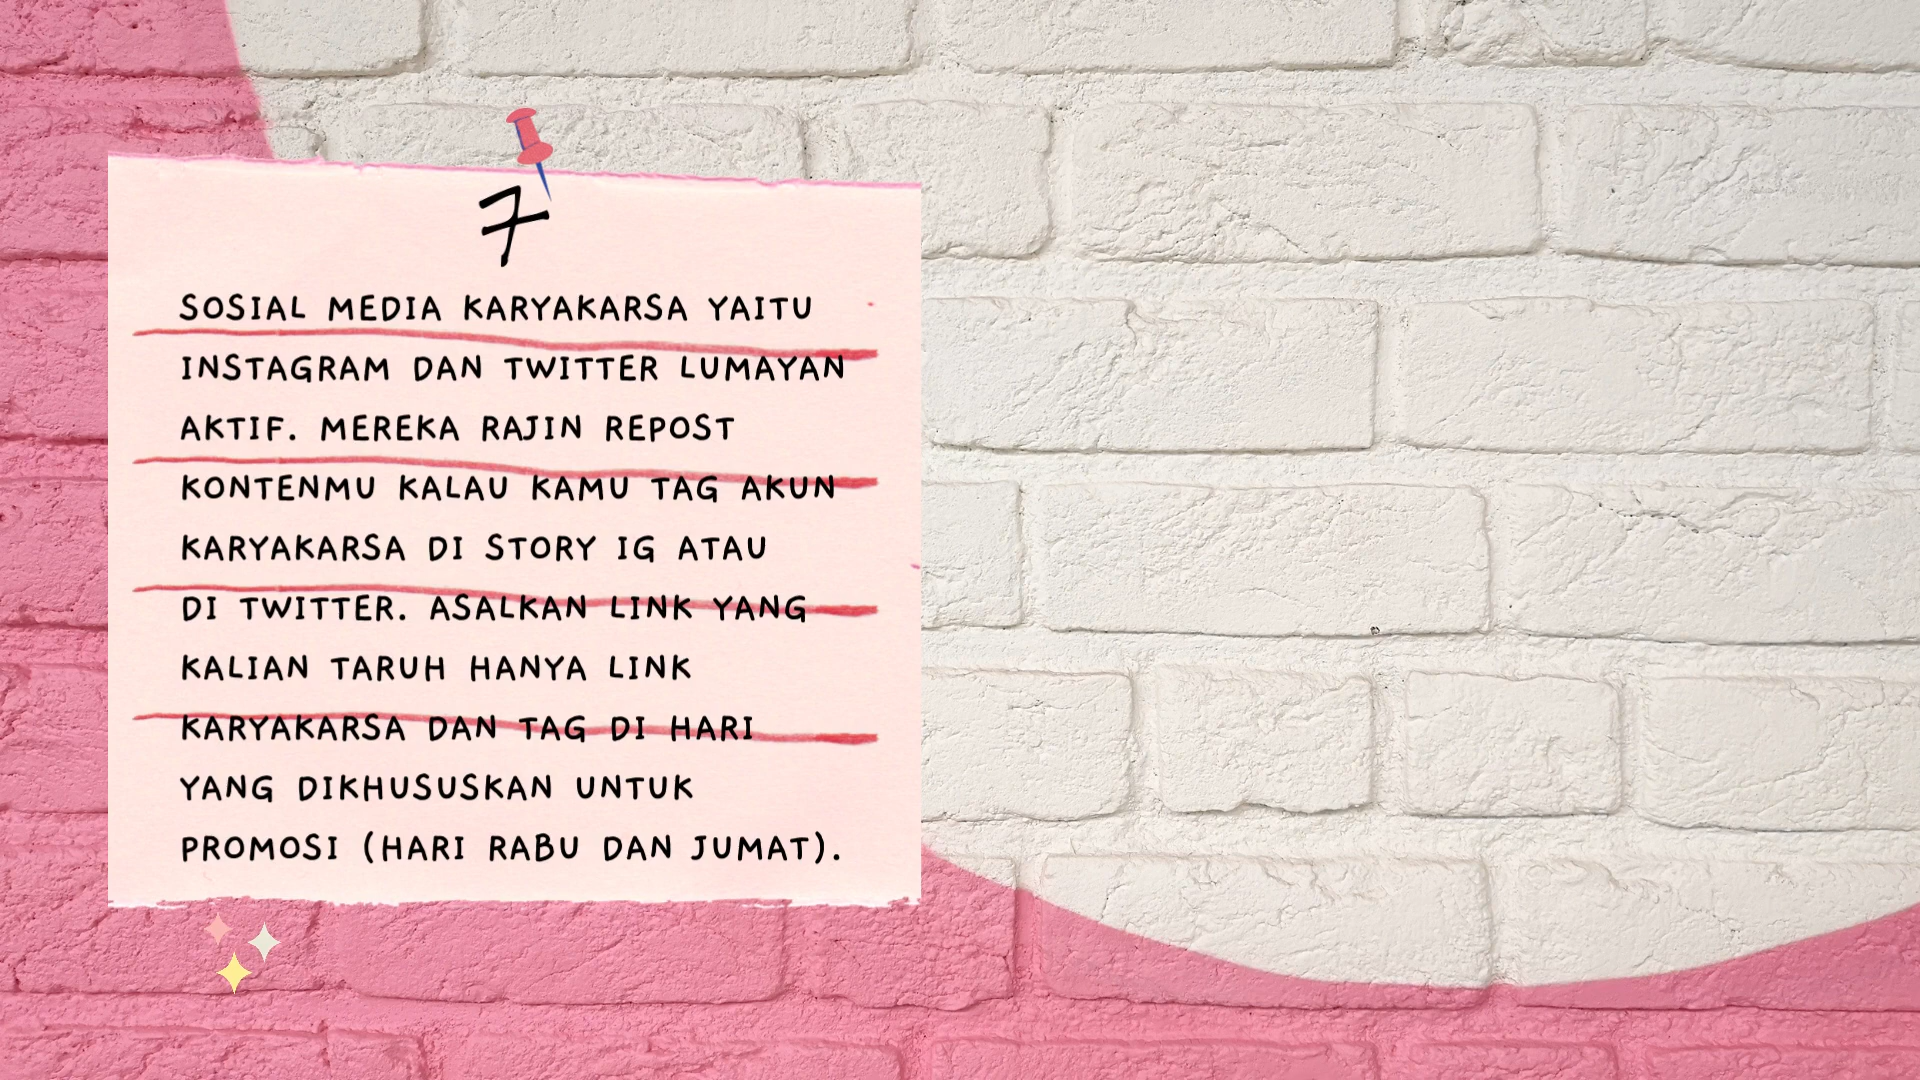 7
SOSIAL MEDIA KARYAKARSA YAITU
INSTAGRAM DAN TWITTER LUMAYAN
AKTIF. MEREKA RAJIN REPOST
KONTENMU KALAU KAMU TAG AKUN
KARYAKARSA DI STORY IG ATAU
DI TWITTER. ASALKAN LINK YANG
KALIAN TARUH HANYA LINK
KARYAKARSA DAN TAG DI HARI
YANG DIKHUSUSKAN UNTUK
PROMOSI (HARI RABU DAN JUMAT).